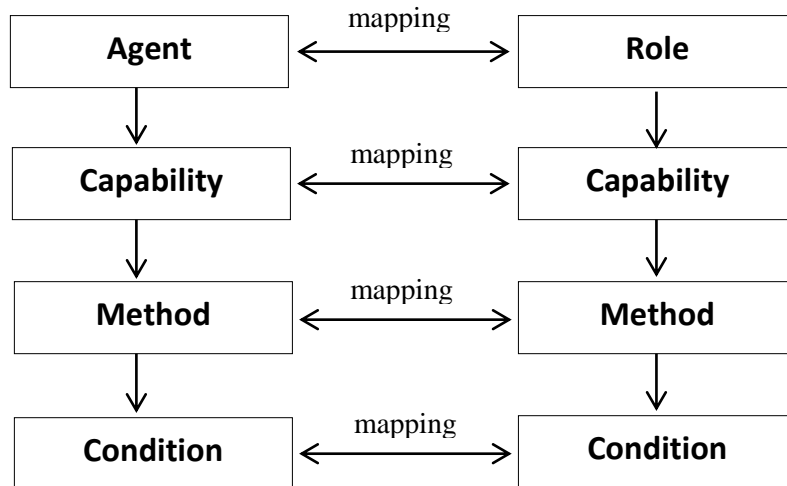 mapping
Agent
Role
mapping
Capability
Capability
mapping
Method
Method
mapping
Condition
Condition